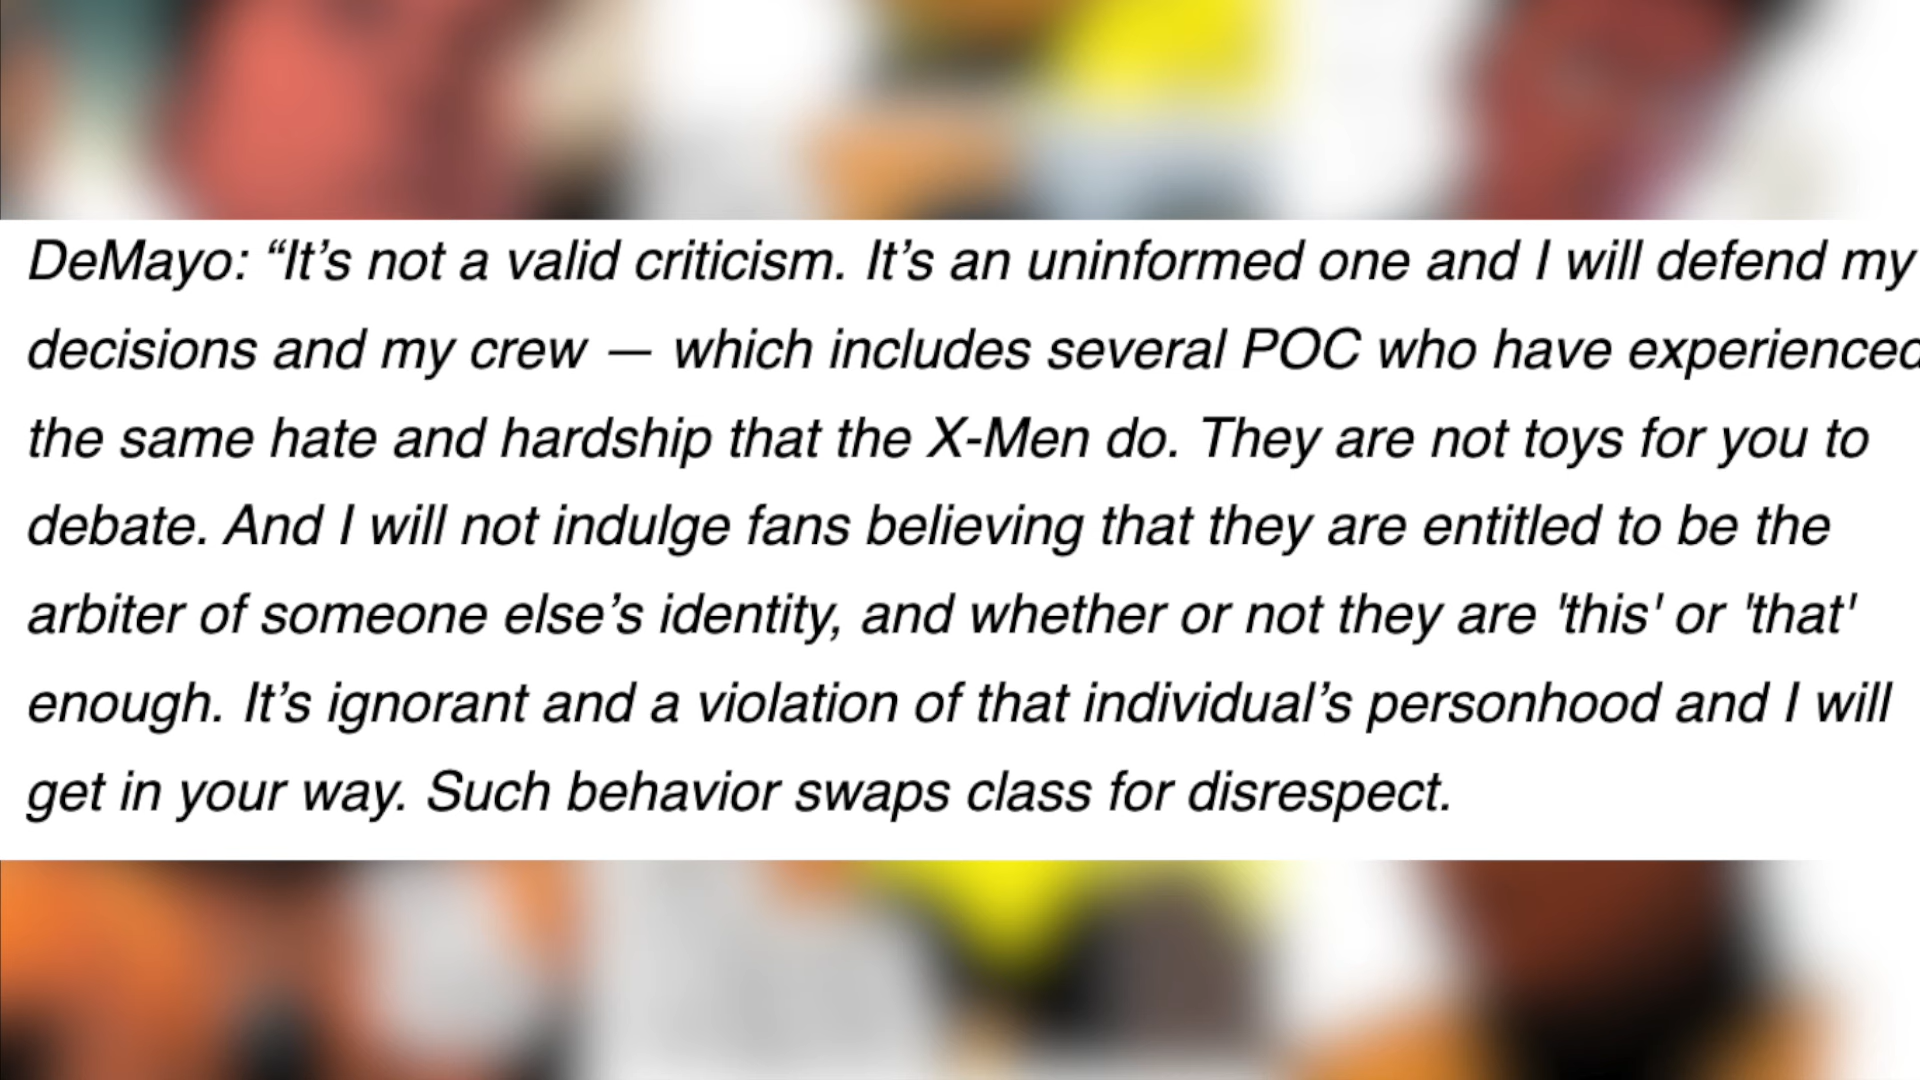 DeMayo: “It’s not a valid criticism. It’s an uninformed one and I will defend my
decisions and my crew — which includes several POC who have experienced
the same hate and hardship that the X-Men do. They are not toys for you to
debate. And I will not indulge fans believing that they are entitled to be the
arbiter of someone else’s identity, and whether or not they are 'this' or 'that'
enough. It’s ignorant and a violation of that individual’s personhood and I will
get in your way. Such behavior swaps class for disrespect.